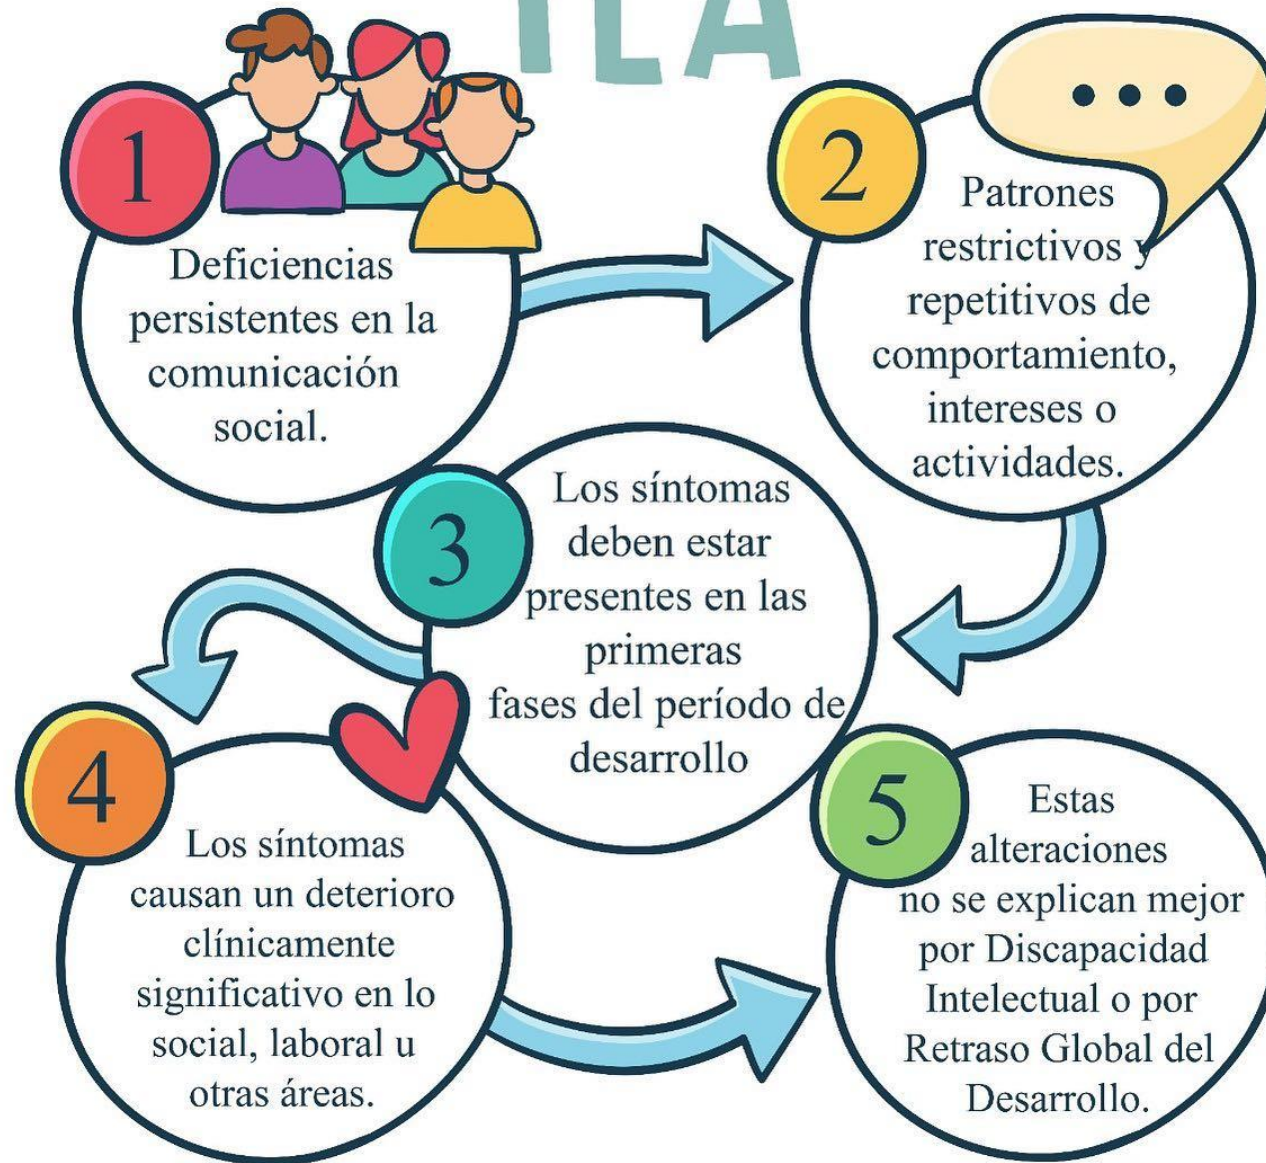 TEA
1
Deficiencias
persistentes en la
comunicación
social.
2
Patrones
restrictivos y
repetitivos de
comportamiento,
intereses o
actividades.
3
Los síntomas
deben estar
presentes en las
primeras
fases del período de
desarrollo
4
Los síntomas
causan un deterioro
clínicamente
significativo en lo
social, laboral u
otras áreas.
5
Estas
alteraciones
no se explican mejor
por Discapacidad
Intelectual o por
Retraso Global del
Desarrollo.